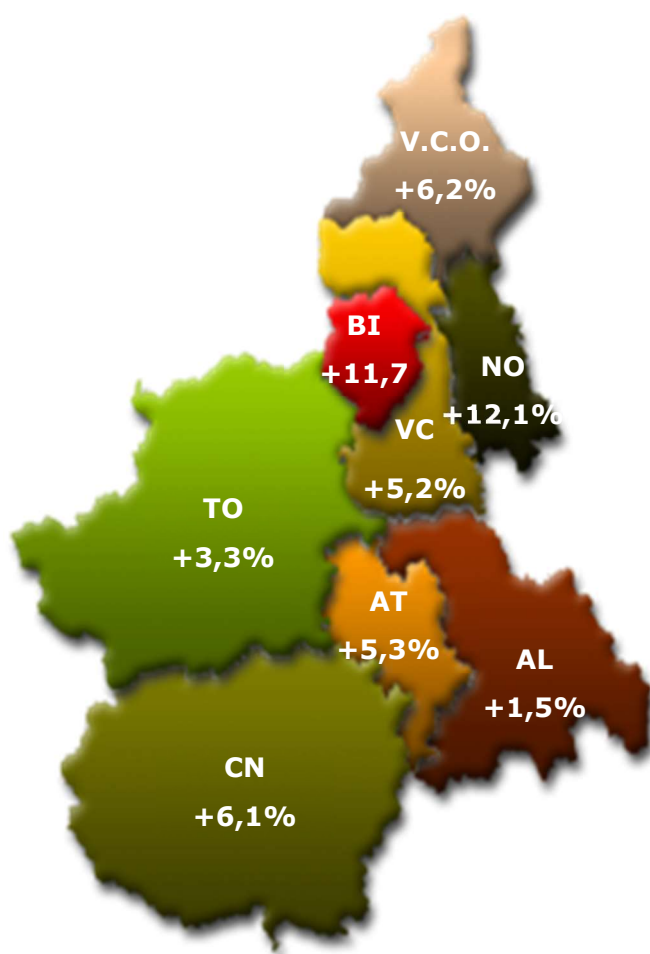 V.C.O.
+6,2%
BI
+11,7
NO
+12,1%
VC
+5,2%
TO
+3,3%
AT
+5,3%
AL
+1,5%
CN
+6,1%